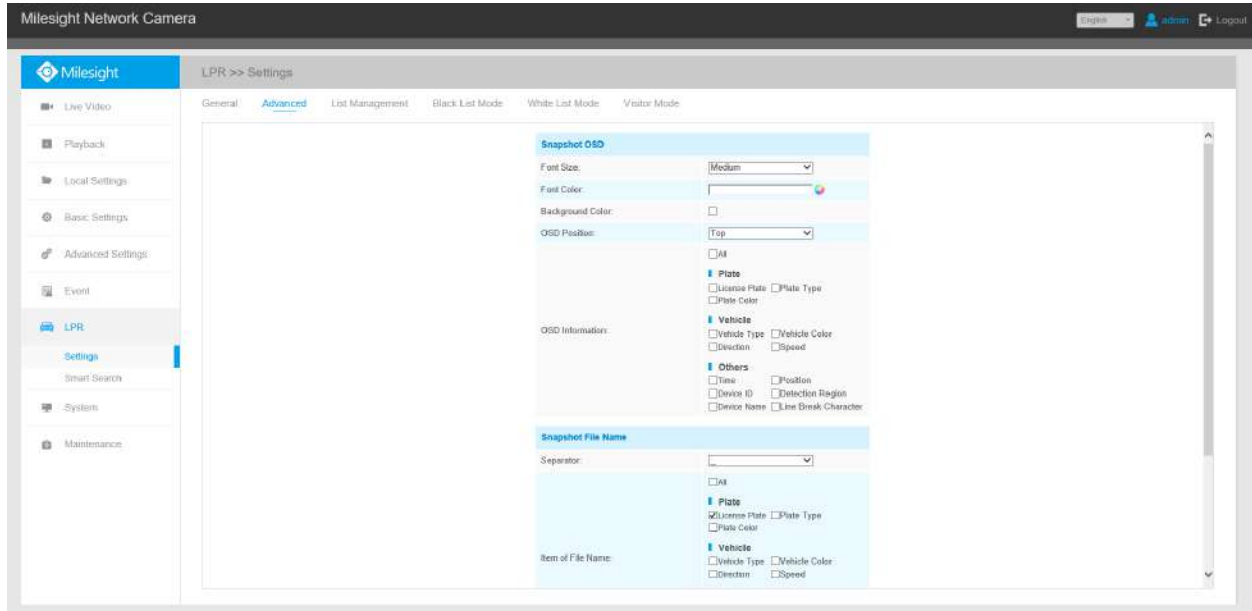 Milesight Network Camera
English
admin
Logout
Milesight
LPR >> Settings
Live Video
Playback
Local Settings
Basic Settings
Advanced Settings
Event
LPR
Settings
Smart Search
System
Maintenance
General Advanced List Management Black List Mode White List Mode Visitor Mode
Snapshot OSD
Font Size: Medium
Font Color:
Background Color:
OSD Position: Top
OSD Information:
All
Plate
License Plate Plate Type
Plate Color
Vehicle
Vehicle Type Vehicle Color
Direction Speed
Others
Time Position
Device ID Detection Region
Device Name Line Break Character
Snapshot File Name
Separator: _
Item of File Name:
All
Plate
License Plate Plate Type
Plate Color
Vehicle
Vehicle Type Vehicle Color
Direction Speed